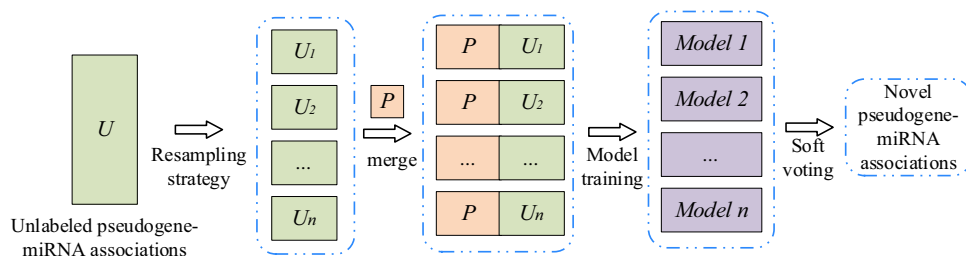 U
Unlabeled pseudogene-
miRNA associations
Resampling
strategy
U1
U2
...
Un
P
merge
P U1
P U2
... ...
P Un
Model
training
Model 1
Model 2
...
Model n
Soft
voting
Novel
pseudogene-
miRNA
associations